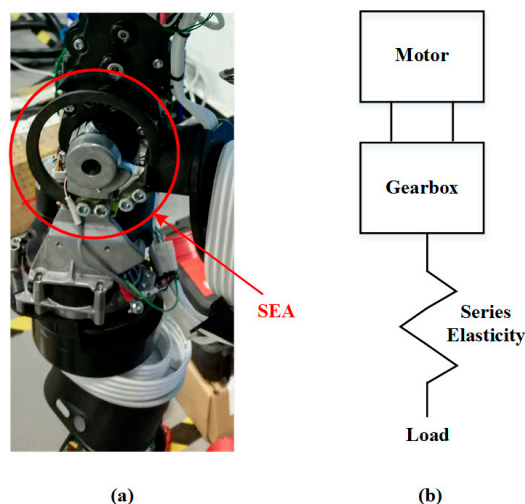 Motor
Gearbox
SEA
Series
Elasticity
Load
(a)
(b)